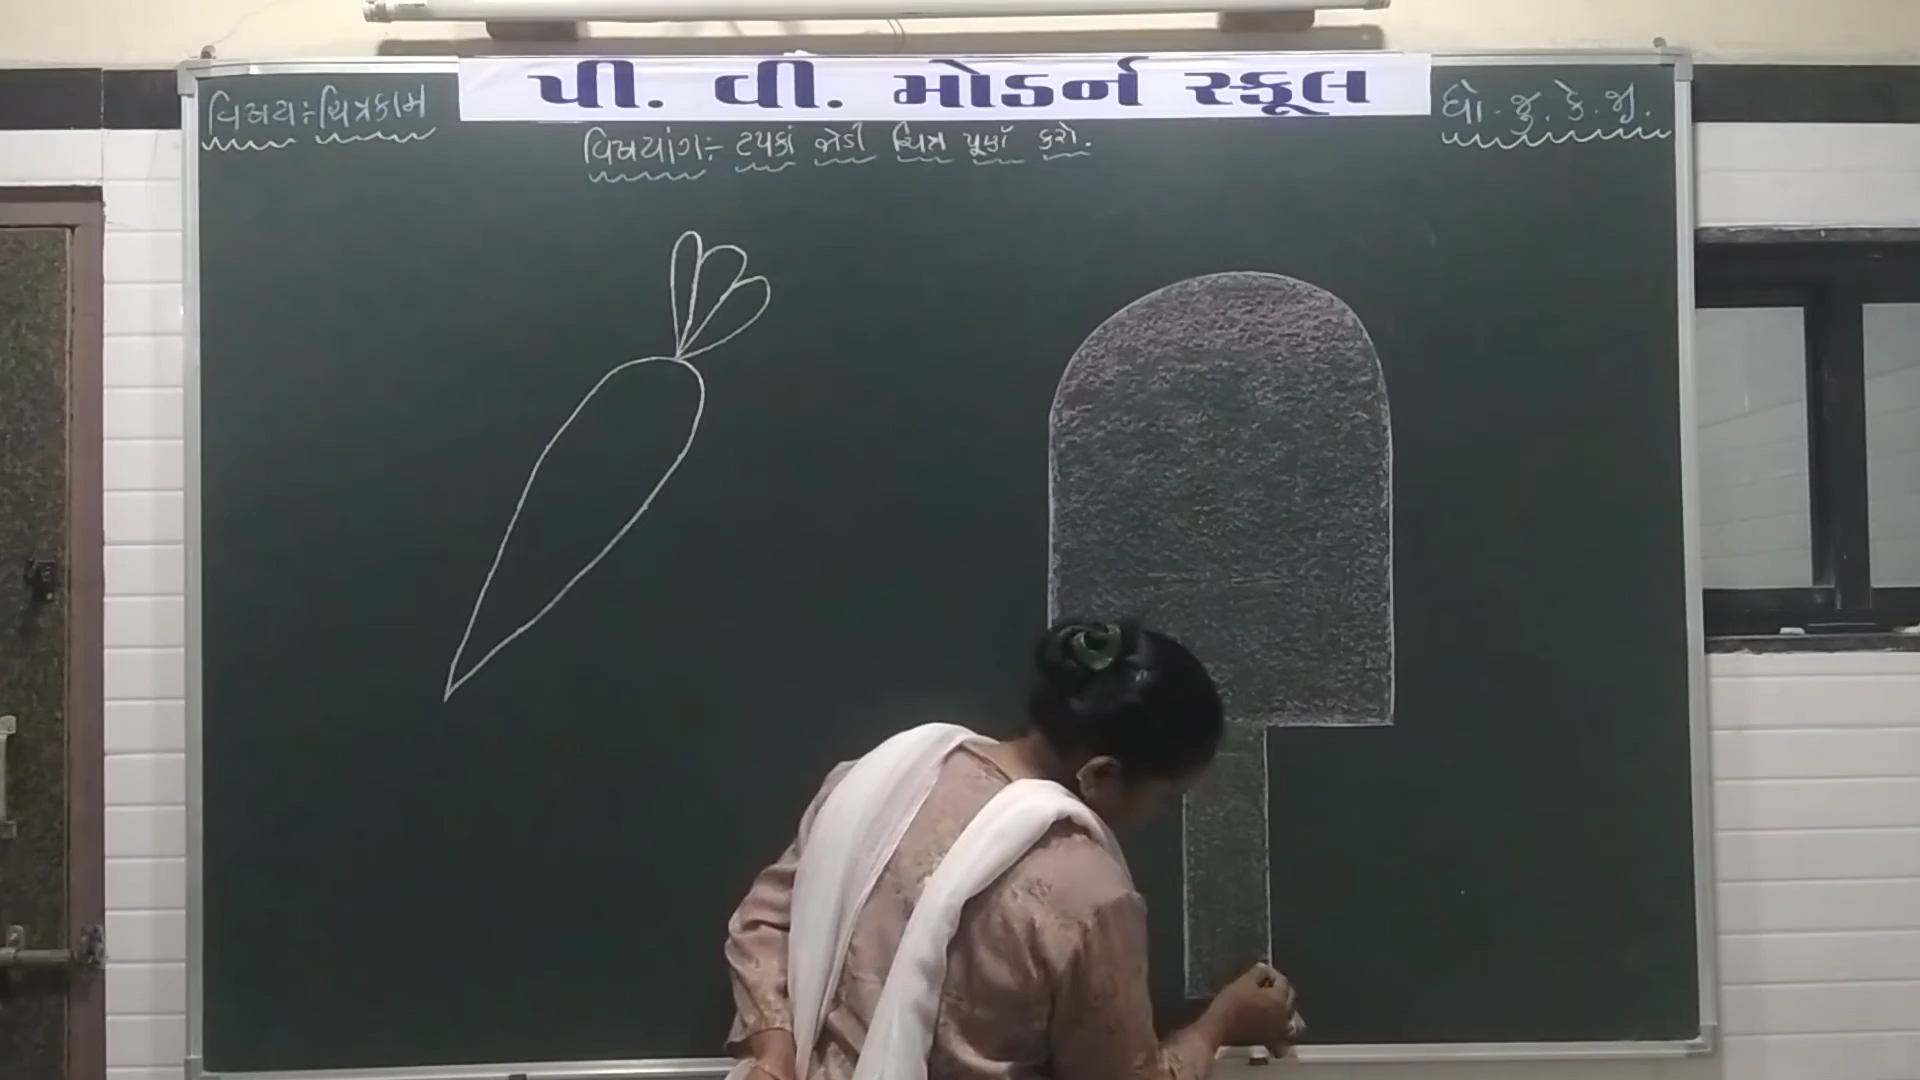 પી. વી. મોડર્ન સ્કૂલ
વિષય:- ચિત્રકામ
ધો. જુ. કે. જી.
વિષયાંગ:- ટપકાં જોડી ચિત્ર પૂર્ણ કરો.